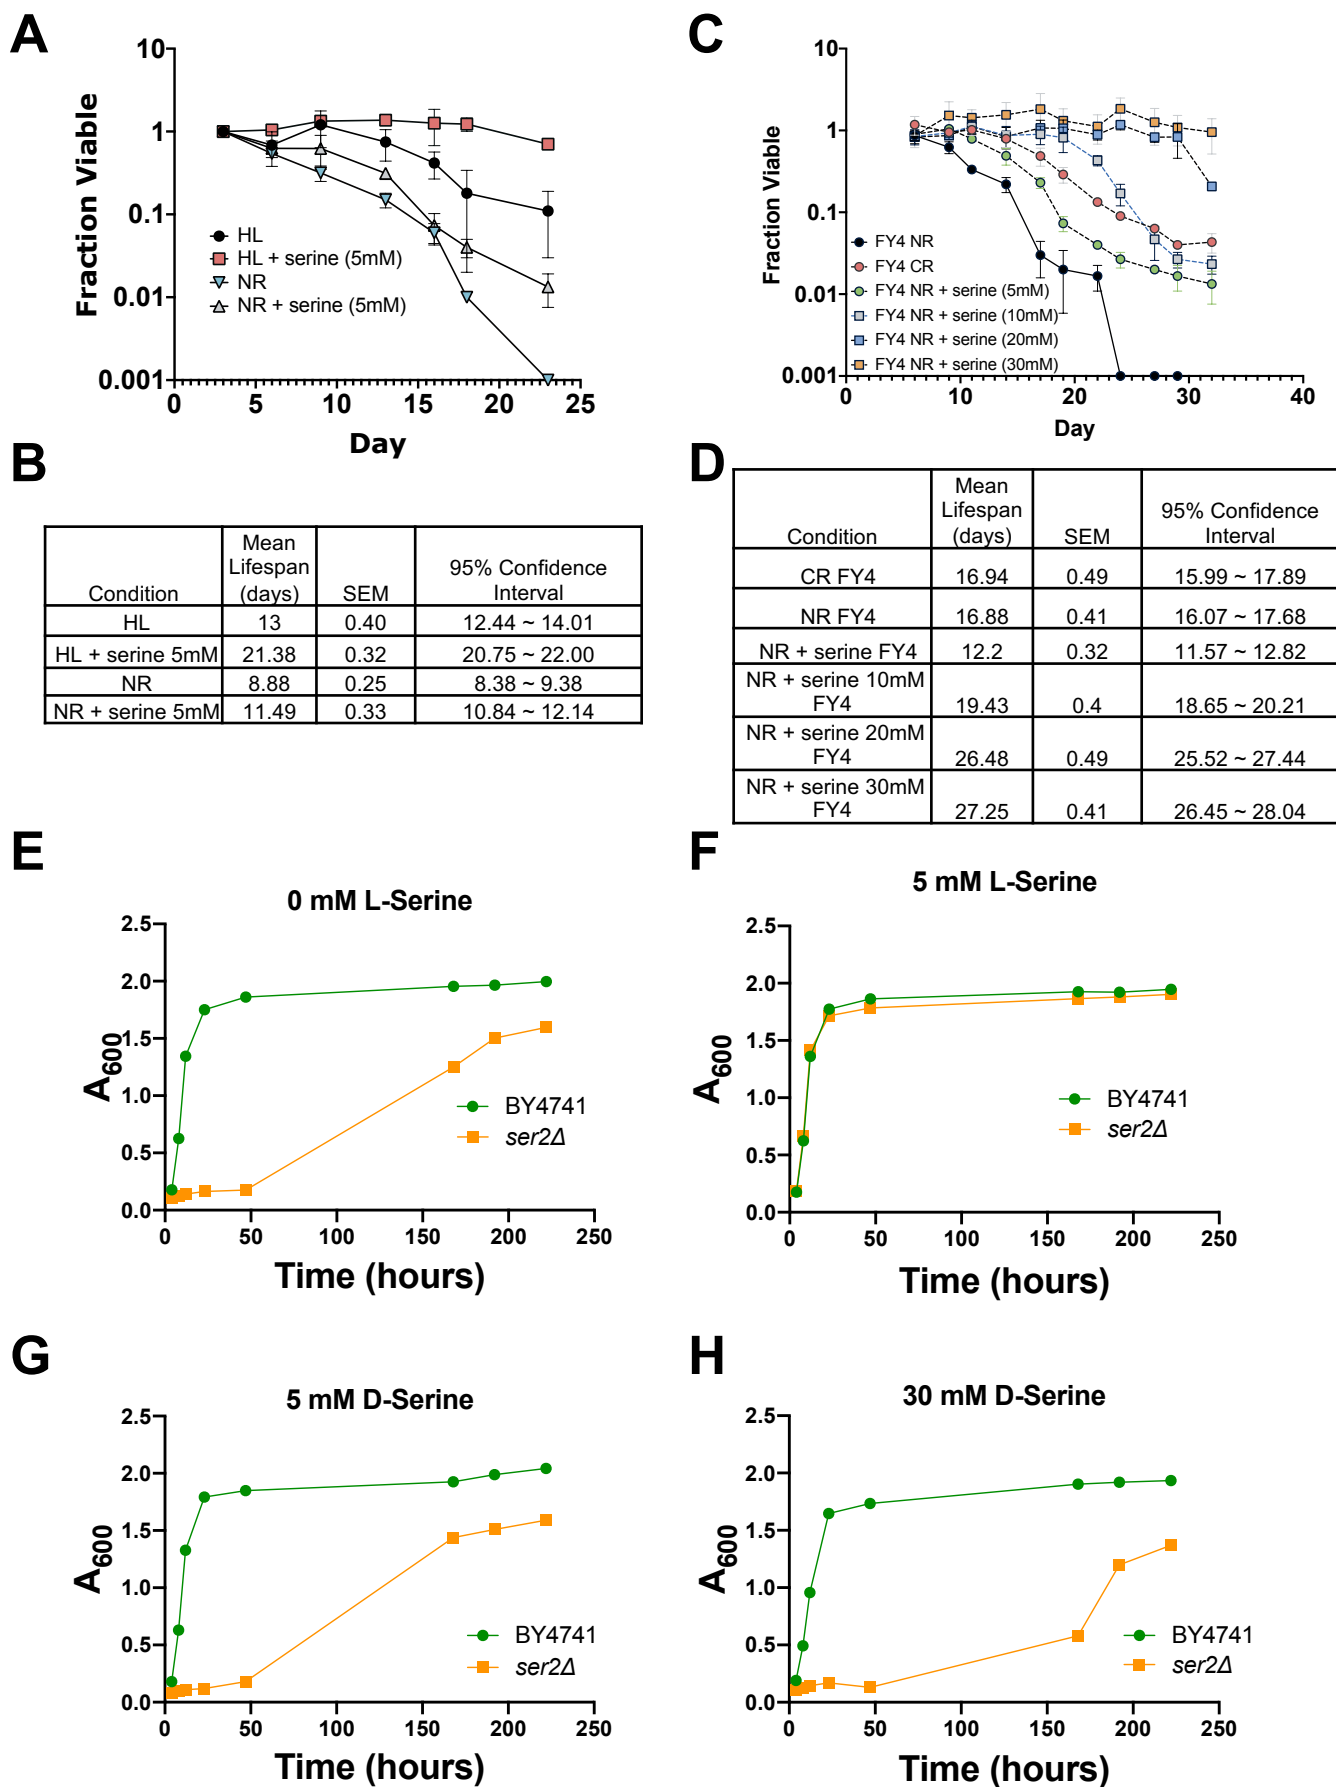 A
10
1
0.1
0.01
0.001
Fraction Viable
HL
HL + serine (5mM)
NR
NR + serine (5mM)
0 5 10 15 20 25
Day
C
10
1
0.1
0.01
0.001
Fraction Viable
FY4 NR
FY4 CR
FY4 NR + serine (5mM)
FY4 NR + serine (10mM)
FY4 NR + serine (20mM)
FY4 NR + serine (30mM)
0 10 20 30 40
Day
B
Condition Mean Lifespan (days) SEM 95% Confidence Interval
HL 13 0.40 12.44 ~ 14.01
HL + serine 5mM 21.38 0.32 20.75 ~ 22.00
NR 8.88 0.25 8.38 ~ 9.38
NR + serine 5mM 11.49 0.33 10.84 ~ 12.14
D
Condition Mean Lifespan (days) SEM 95% Confidence Interval
CR FY4 16.94 0.49 15.99 ~ 17.89
NR FY4 16.88 0.41 16.07 ~ 17.68
NR + serine FY4 12.2 0.32 11.57 ~ 12.82
NR + serine 10mM FY4 19.43 0.4 18.65 ~ 20.21
NR + serine 20mM FY4 26.48 0.49 25.52 ~ 27.44
NR + serine 30mM FY4 27.25 0.41 26.45 ~ 28.04
E
0 mM L-Serine
2.5
2.0
1.5
1.0
0.5
0.0
A600
BY4741
ser2Δ
0 50 100 150 200 250
Time (hours)
F
5 mM L-Serine
2.5
2.0
1.5
1.0
0.5
0.0
A600
BY4741
ser2Δ
0 50 100 150 200 250
Time (hours)
G
5 mM D-Serine
2.5
2.0
1.5
1.0
0.5
0.0
A600
BY4741
ser2Δ
0 50 100 150 200 250
Time (hours)
H
30 mM D-Serine
2.5
2.0
1.5
1.0
0.5
0.0
A600
BY4741
ser2Δ
0 50 100 150 200 250
Time (hours)